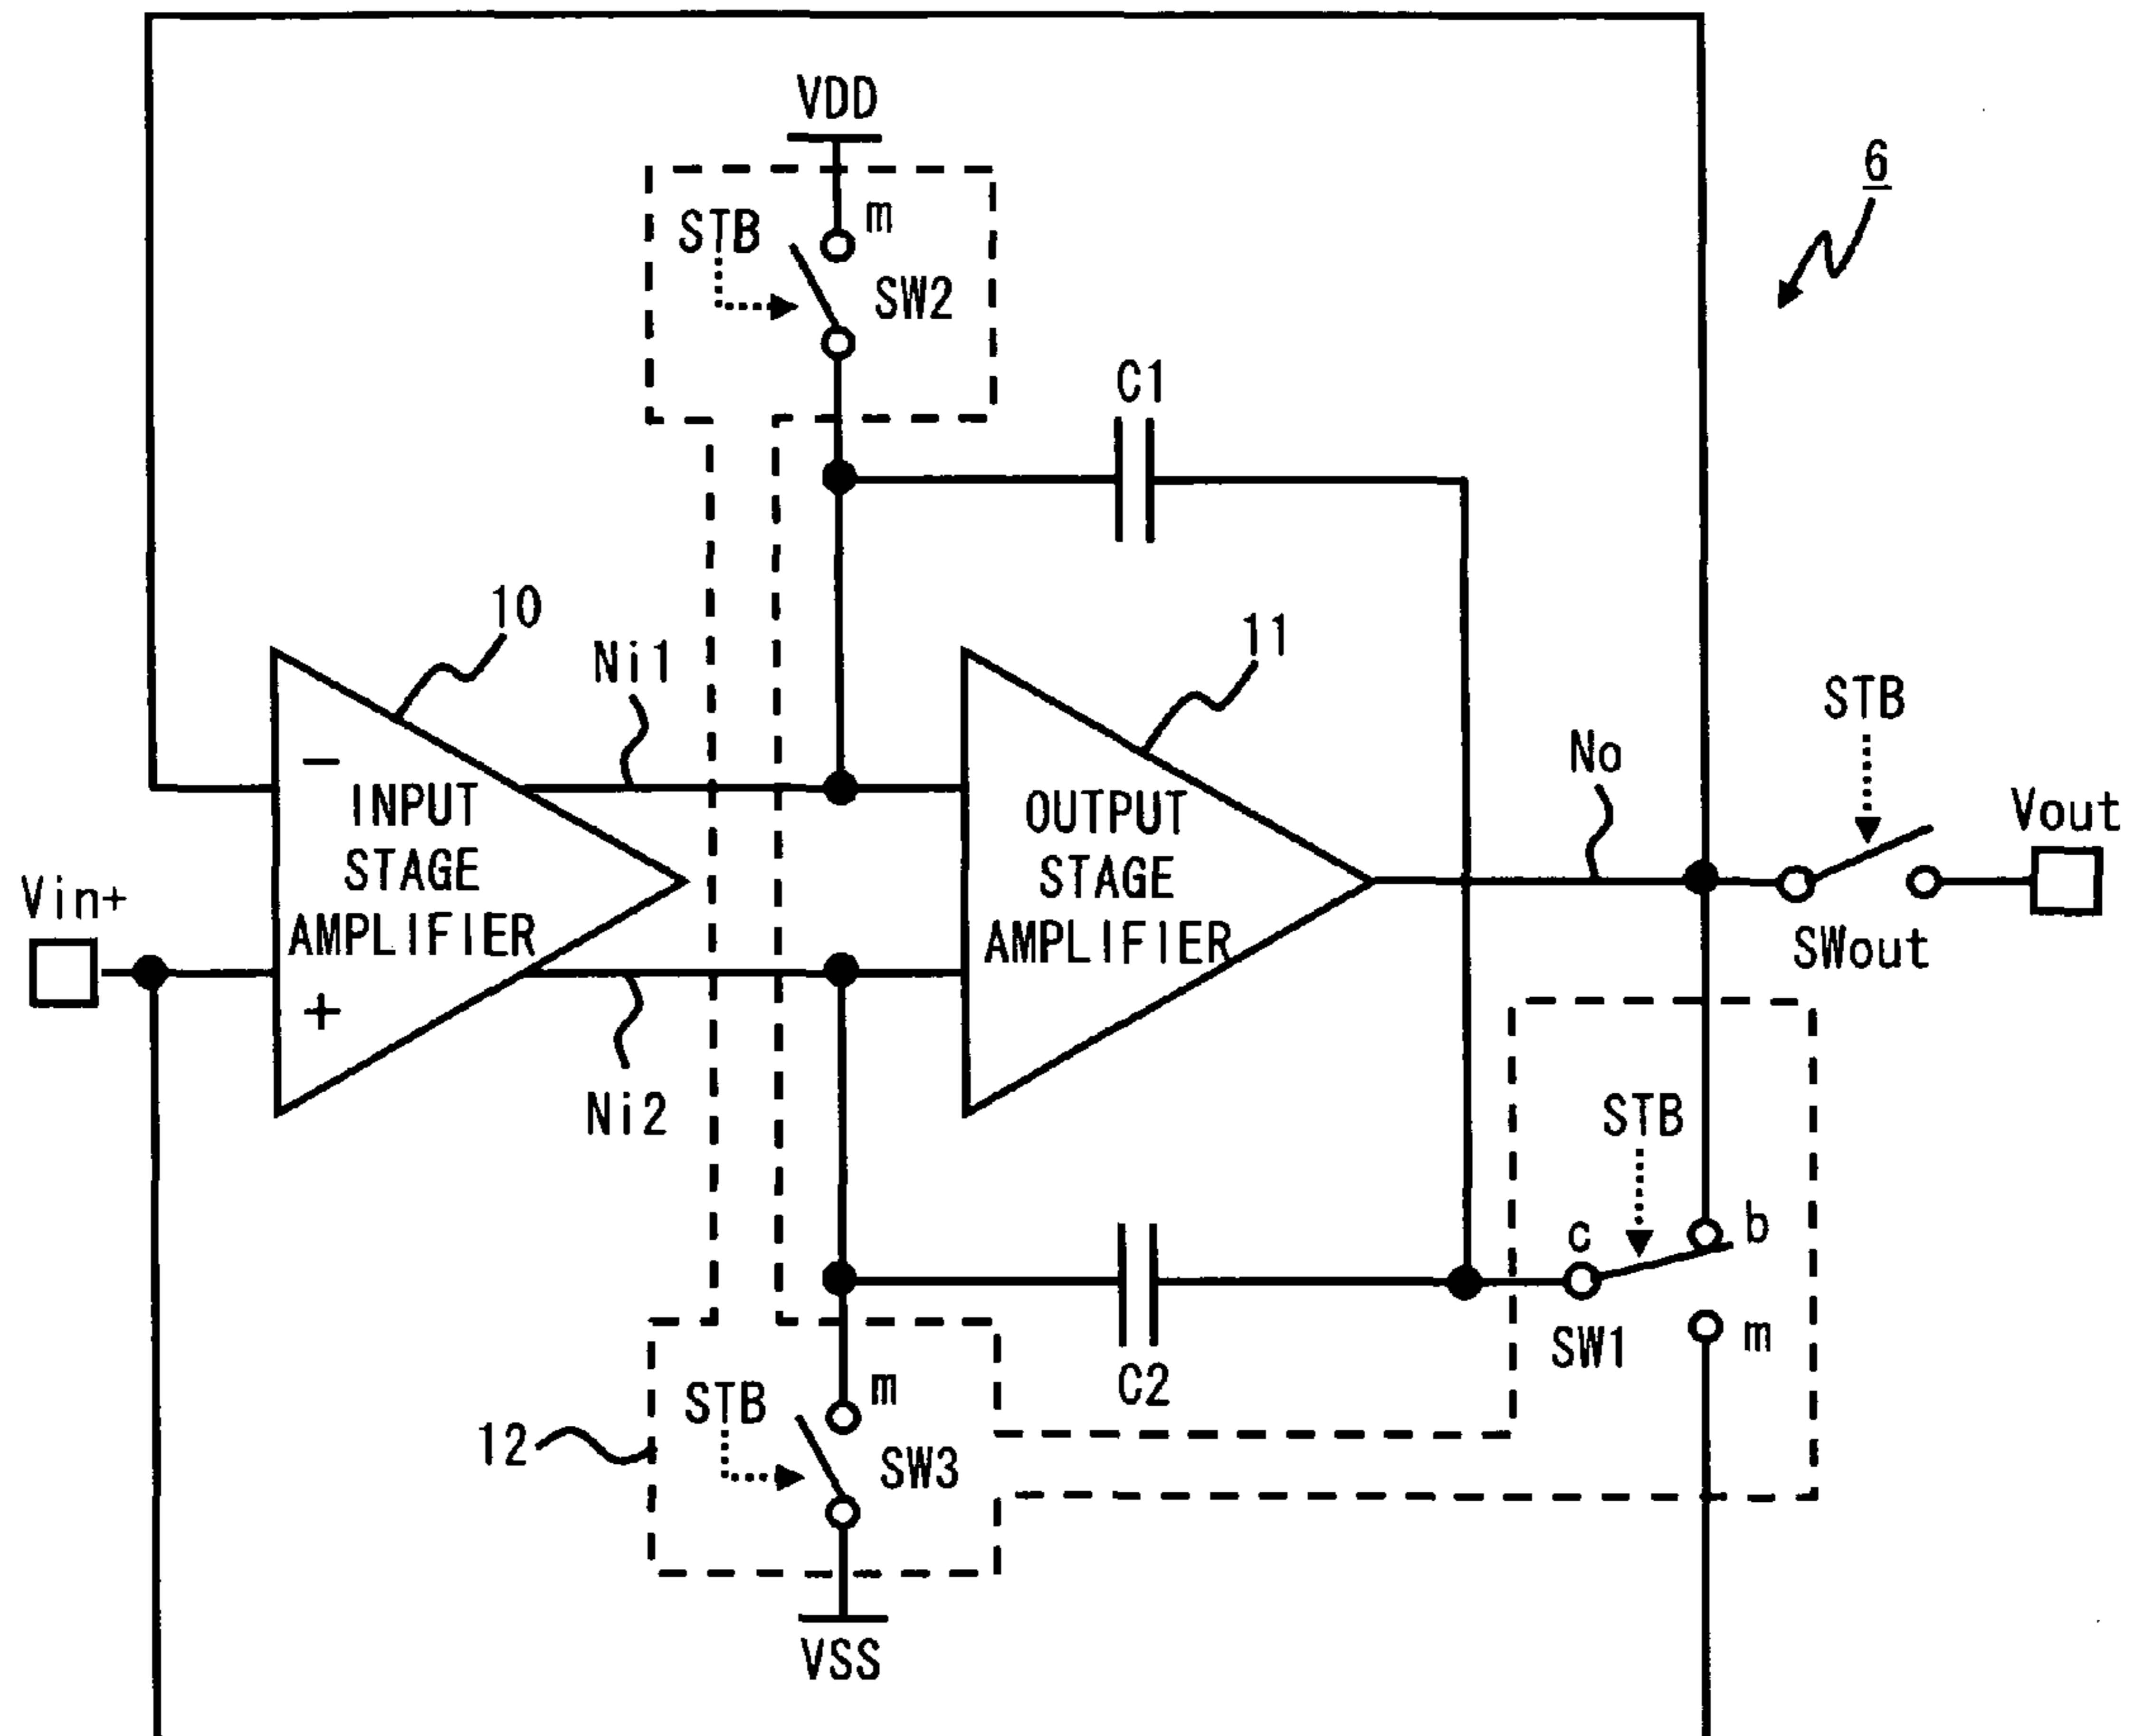 VDD
6
m
STB
SW2
C1
10
11
Ni1
STB
No
-
INPUT
STAGE
AMPLIFIER
+
OUTPUT
STAGE
AMPLIFIER
Vout
Vin+
SWout
Ni2
STB
c
b
SW1
m
C2
m
STB
12
SW3
VSS